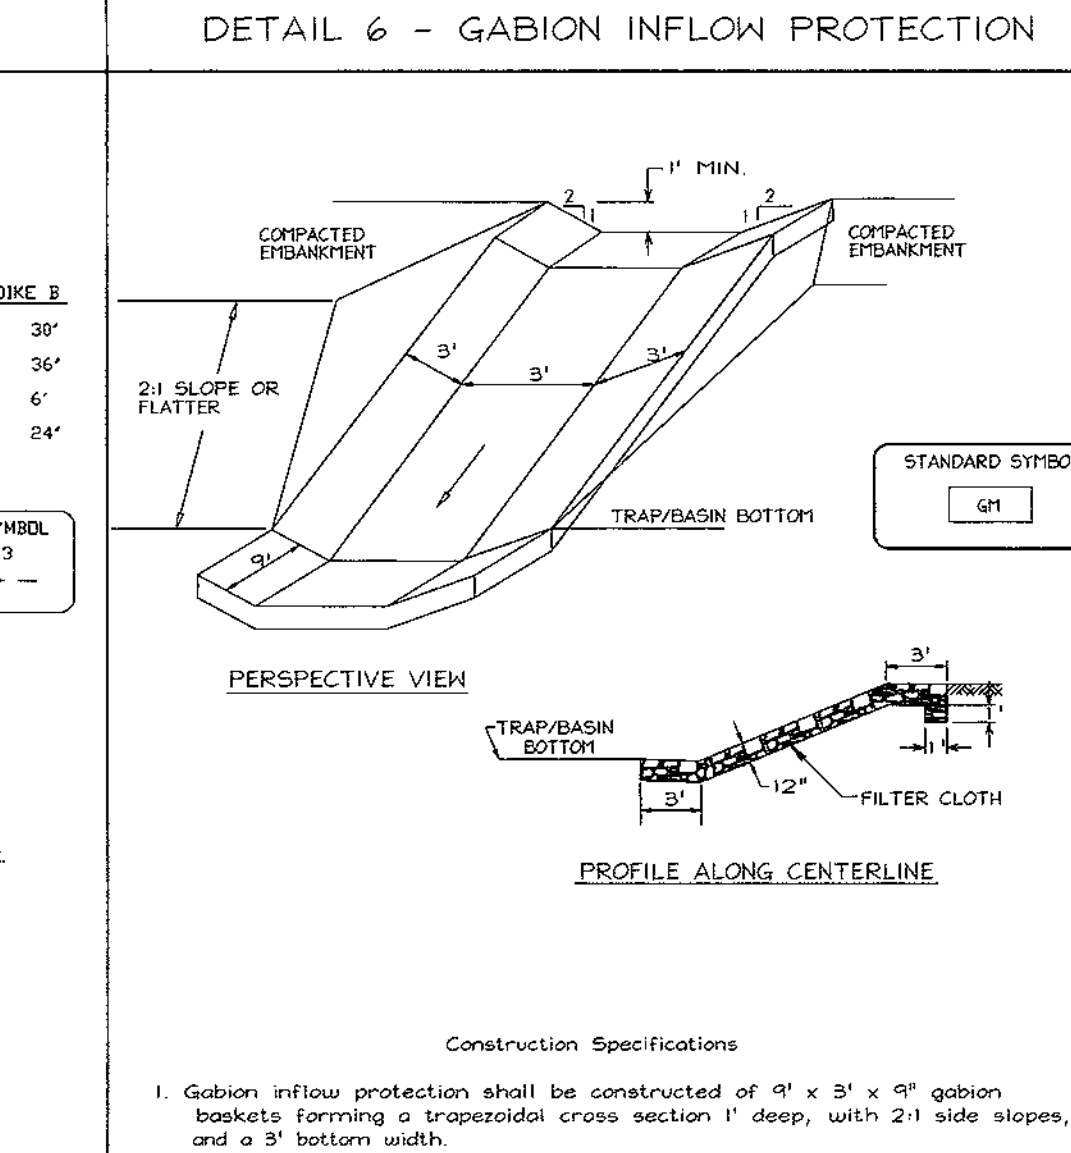 DETAIL 6 - GABION INFLOW PROTECTION
DIKE B
30"
36"
6'
24"
3
1' MIN.
2
1
2
1
COMPACTED
EMBANKMENT
COMPACTED
EMBANKMENT
3'
3'
3'
2:1 SLOPE OR
FLATTER
TRAP/BASIN BOTTOM
9'
STANDARD SYMBO
GM
PERSPECTIVE VIEW
3'
TRAP/BASIN
BOTTOM
1'
12"
3'
FILTER CLOTH
PROFILE ALONG CENTERLINE
Construction Specifications
1. Gabion inflow protection shall be constructed of 9' x 3' x 9" gabion
baskets forming a trapezoidal cross section 1' deep, with 2:1 side slopes,
and a 3' bottom width.